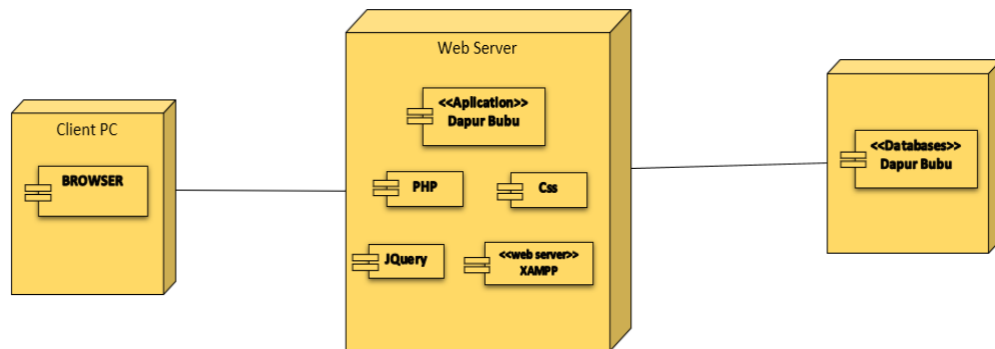 Web Server
<<Aplication>>
Dapur Bubu
Client PC
BROWSER
PHP
Css
JQuery
<<web server>>
XAMPP
<<Databases>>
Dapur Bubu